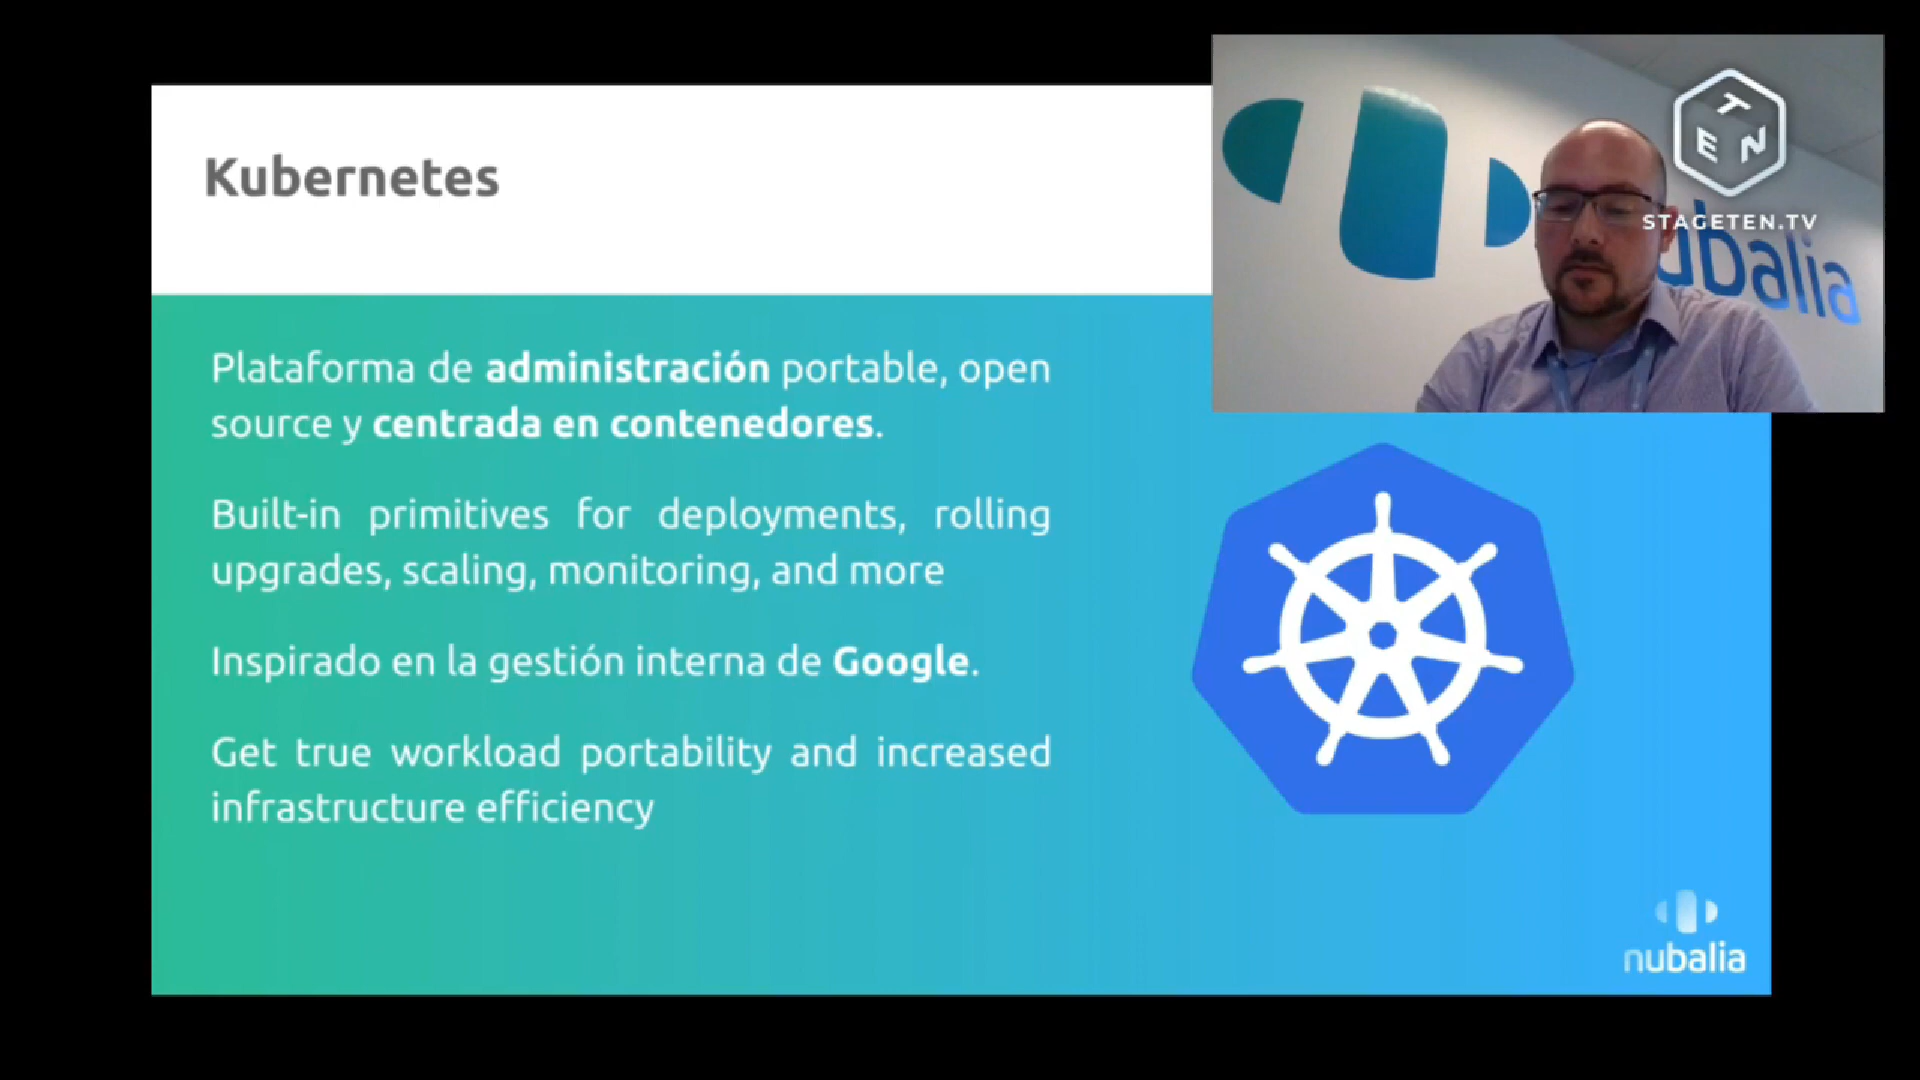 Kubernetes
Plataforma de administración portable, open
source y centrada en contenedores.
Built-in primitives for deployments, rolling
upgrades, scaling, monitoring, and more
Inspirado en la gestión interna de Google.
Get true workload portability and increased
infrastructure efficiency
TEN
STAGETEN.TV
ubalia
nubalia